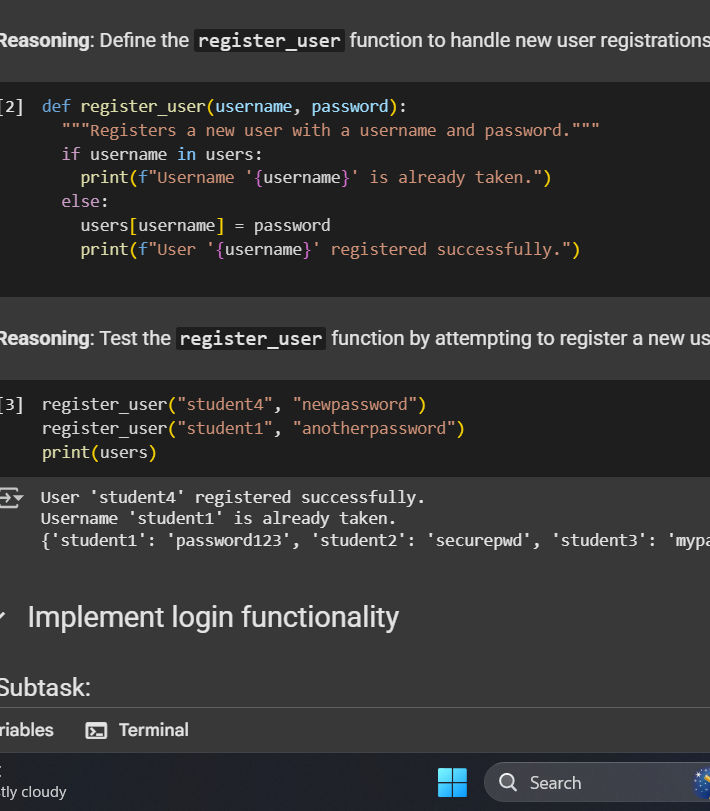 Reasoning: Define the register_user function to handle new user registrations
[2] def register_user(username, password):
"""Registers a new user with a username and password."""
if username in users:
print(f"Username '{username}' is already taken.")
else:
users[username] = password
print(f"User '{username}' registered successfully.")
Reasoning: Test the register_user function by attempting to register a new us
[3] register_user("student4", "newpassword")
register_user("student1", "anotherpassword")
print(users)
User 'student4' registered successfully.
Username 'student1' is already taken.
{'student1': 'password123', 'student2': 'securepwd', 'student3': 'mypa
Implement login functionality
Subtask:
riables Terminal
tly cloudy
Search